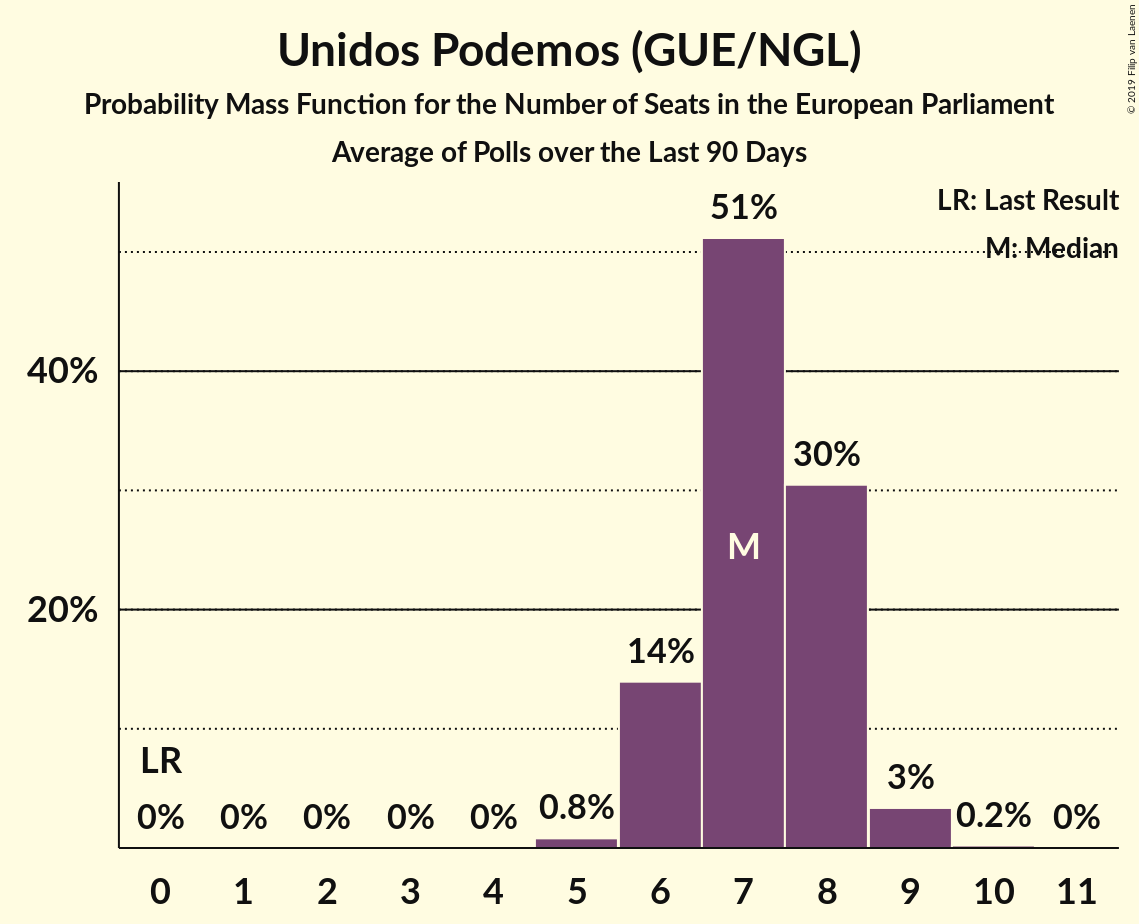 Unidos Podemos (GUE/NGL)
Probability Mass Function for the Number of Seats in the European Parliament
Average of Polls over the Last 90 Days
© 2019 Filip van Laenen
LR: Last Result
M: Median
51%
40%
30%
M
20%
14%
LR
3%
0% 0% 0% 0% 0% 0.8% 0.2% 0%
0 1 2 3 4 5 6 7 8 9 10 11